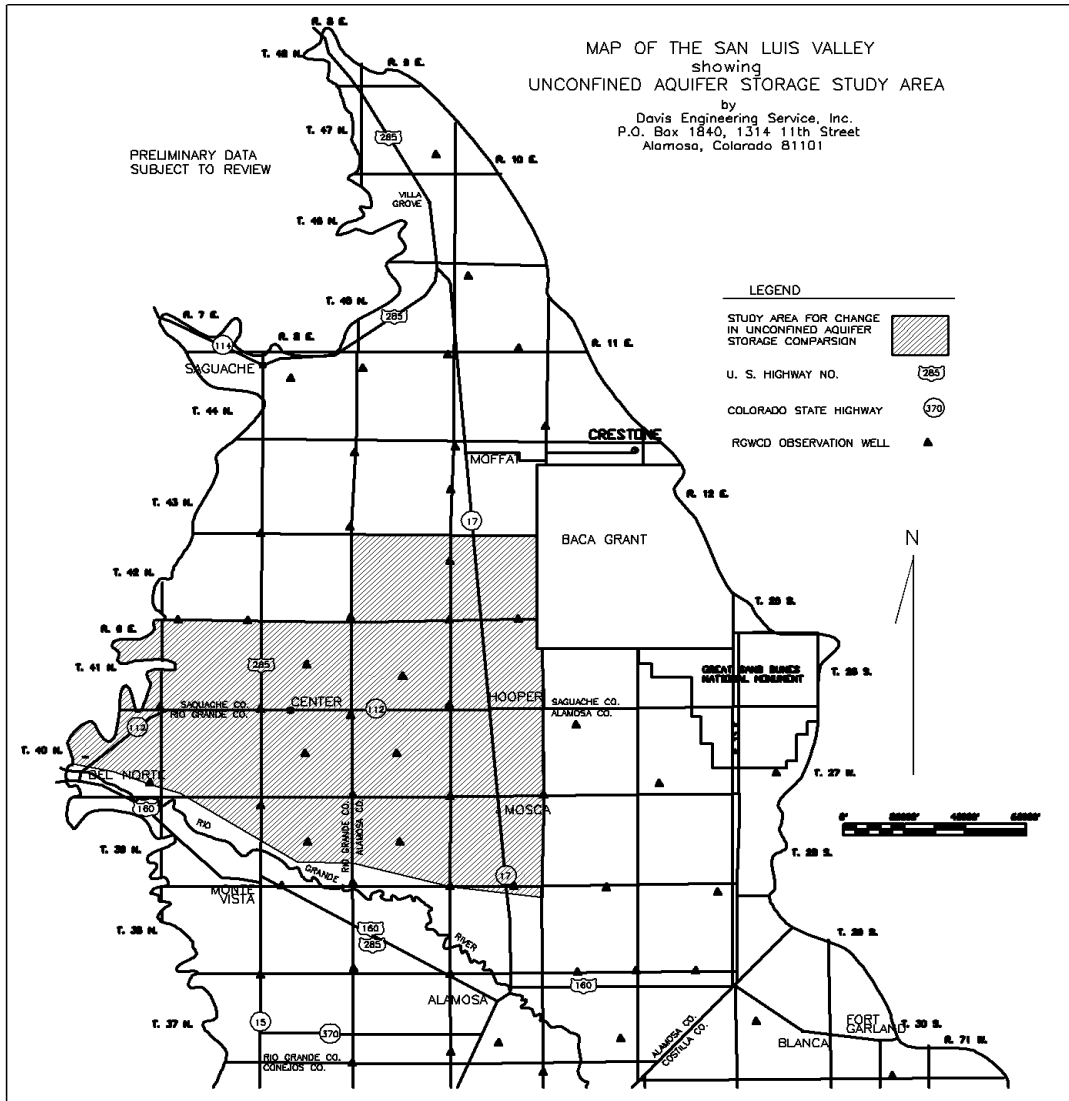 MAP OF THE SAN LUIS VALLEY
showing
UNCONFINED AQUIFER STORAGE STUDY AREA
by
Davis Engineering Service, Inc.
P.O. Box 1840, 1314 11th Street
Alamosa, Colorado 81101
PRELIMINARY DATA
SUBJECT TO REVIEW
R. 8 E.
T. 48 N.
R. 9 E.
T. 47 N.
285
R. 10 E.
VILLA
GROVE
T. 46 N.
T. 45 N.
285
R. 7 E.
R. 8 E.
114
SAGUACHE
R. 11 E.
LEGEND
STUDY AREA FOR CHANGE
IN UNCONFINED AQUIFER
STORAGE COMPARSION
U. S. HIGHWAY NO.
285
COLORADO STATE HIGHWAY
370
RGWCD OBSERVATION WELL
T. 44 N.
CRESTONE
MOFFAT
T. 43 N.
R. 12 E.
17
BACA GRANT
N
T. 42 N.
T. 25 S.
R. 6 E.
T. 41 N.
285
T. 26 S.
GREAT SAND DUNES
NATIONAL MONUMENT
SAGUACHE CO.
RIO GRANDE CO.
CENTER
112
HOOPER
SAGUACHE CO.
ALAMOSA CO.
112
T. 40 N.
DEL NORTE
T. 27 W.
160
MOSCA
RIO
RIO GRANDE CO.
ALAMOSA CO.
0'
20000'
40000'
60000'
T. 39 N.
GRANDE
17
T. 28 S.
MONTE
VISTA
T. 38 N.
160
285
RIVER
T. 29 S.
ALAMOSA
160
T. 37 N.
15
370
ALAMOSA CO.
COSTILLA CO.
BLANCA
FORT
GARLAND
T. 30 S.
R. 71 W.
RIO GRANDE CO.
CONEJOS CO.